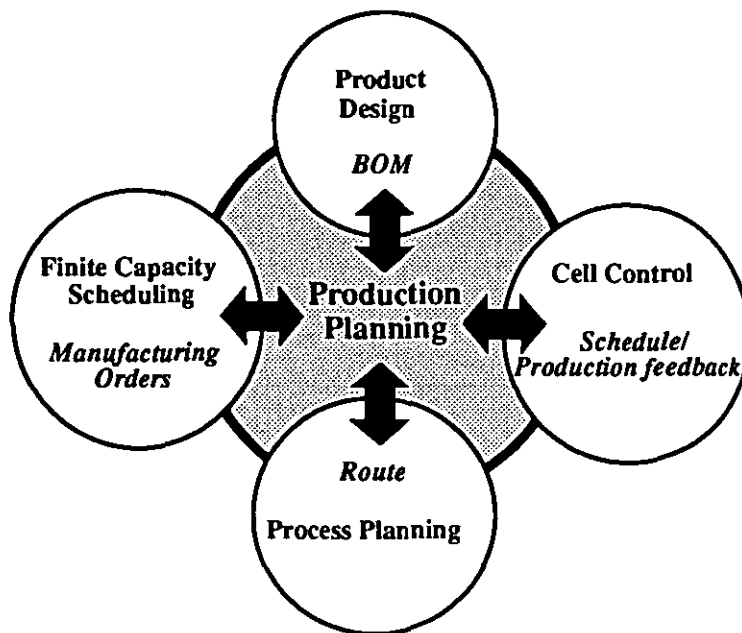 Product
Design
BOM
Finite Capacity
Scheduling
Manufacturing
Orders
Production
Planning
Cell Control
Schedule/
Production feedback
Route
Process Planning